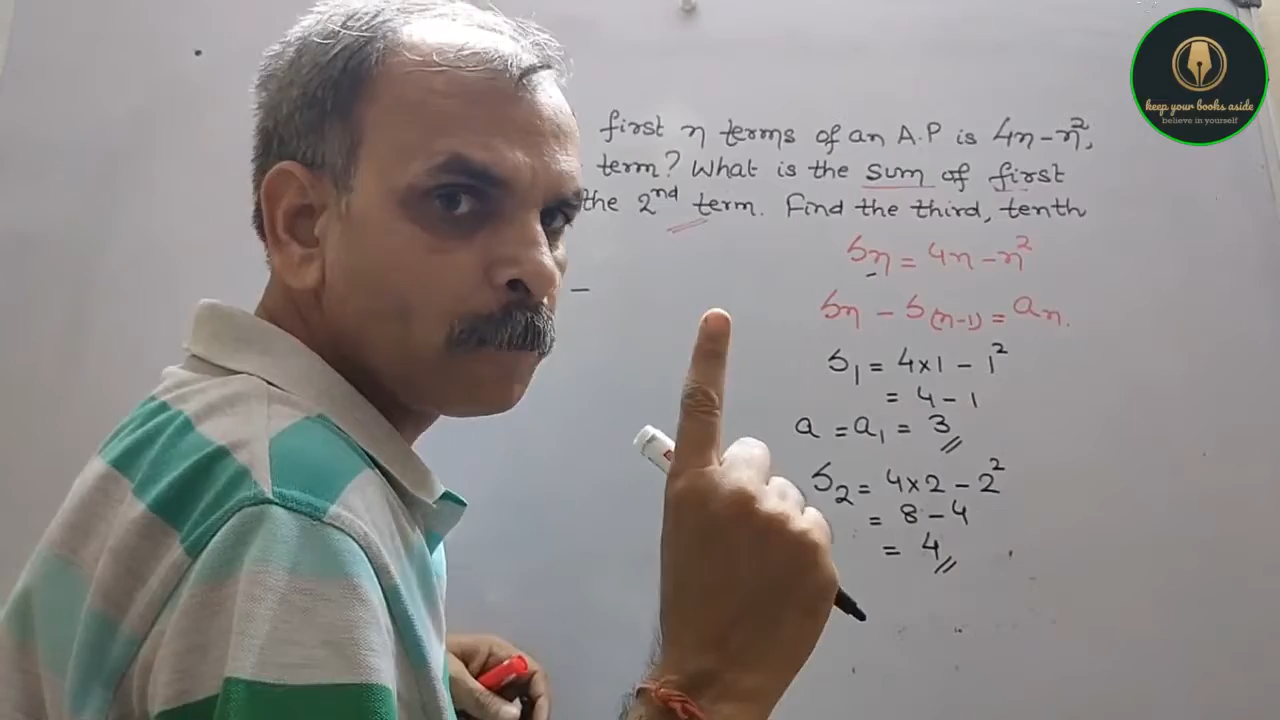 keep your books aside
believe in yourself
first n terms of an A.P is 4n-n²,
term? What is the sum of first
the 2nd term. Find the third, tenth
Sn = 4n-n²
Sn - S(n-1) = an.
S1 = 4x1 - 1²
= 4 - 1
a = a1 = 3
S2 = 4x2 - 2²
= 8 - 4
= 4